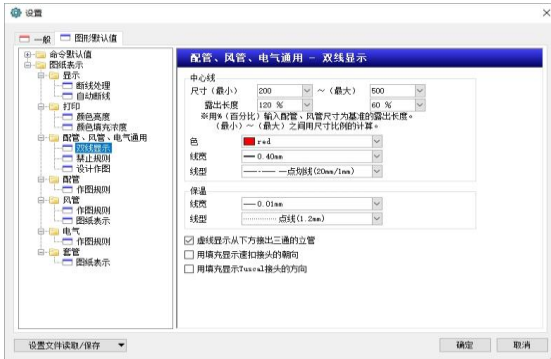 设置
一般
图形默认值
命令默认值
图纸表示
显示
断线处理
自动断线
打印
颜色高度
颜色填充浓度
配管、风管、电气通用
双线显示
禁止规则
设计作图
配管
作图规则
风管
作图规则
图纸表示
电气
作图规则
套管
图纸表示
配管、风管、电气通用 - 双线显示
中心线
尺寸（最小） 200 ～（最大） 500
露出长度 120 % 60 %
※用%（百分比）输入配管、风管尺寸为基准的露出长度。
（最小）～（最大）之间用尺寸比例的计算。
色 red
线宽 0.40mm
线型 一点划线(20mm/1mm)
保温
线宽 0.01mm
线型 点线(1.2mm)
虚线显示从下方接出三通的立管
用填充显示速扣接头的朝向
用填充显示Tuscal接头的方向
设置文件读取/保存
确定
取消